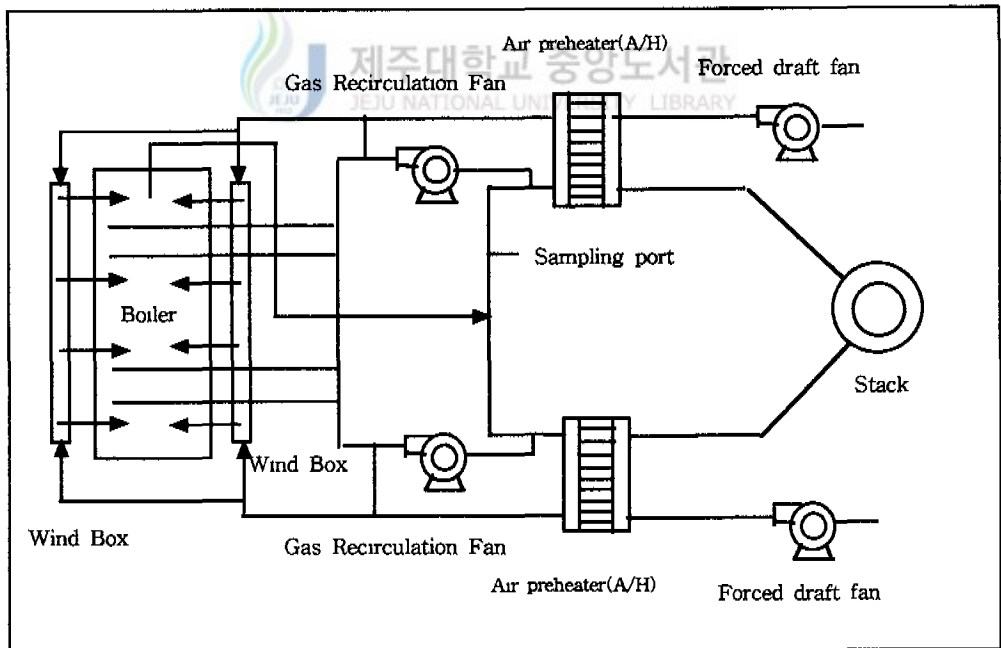 Air preheater(A/H)
제주대학교 중앙도서관
Forced draft fan
Gas Recirculation Fan
JEJU NATIONAL UNIVERSITY LIBRARY
JEJU
1952
Sampling port
Boiler
Stack
Wind Box
Wind Box
Gas Recirculation Fan
Air preheater(A/H)
Forced draft fan